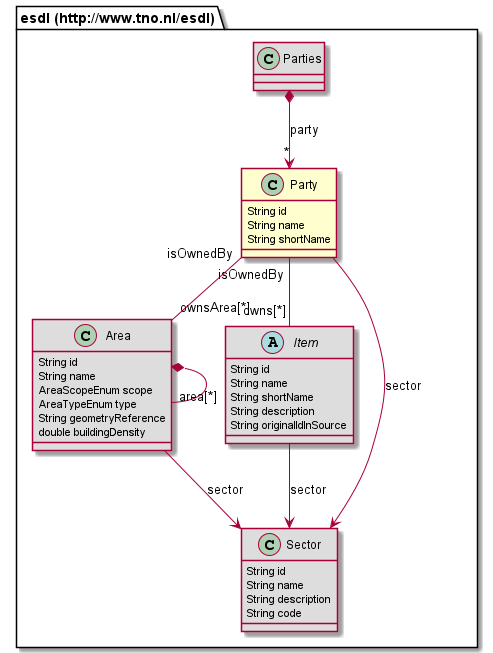 esdl (http://www.tno.nl/esdl)
C Parties
party
*
C Party
String id
String name
String shortName
isOwnedBy
isOwnedBy
ownsArea[*]
owns[*]
C Area
String id
String name
AreaScopeEnum scope
AreaTypeEnum type
String geometryReference
double buildingDensity
area[*]
A Item
String id
String name
String shortName
String description
String originalIdInSource
sector
sector
sector
C Sector
String id
String name
String description
String code